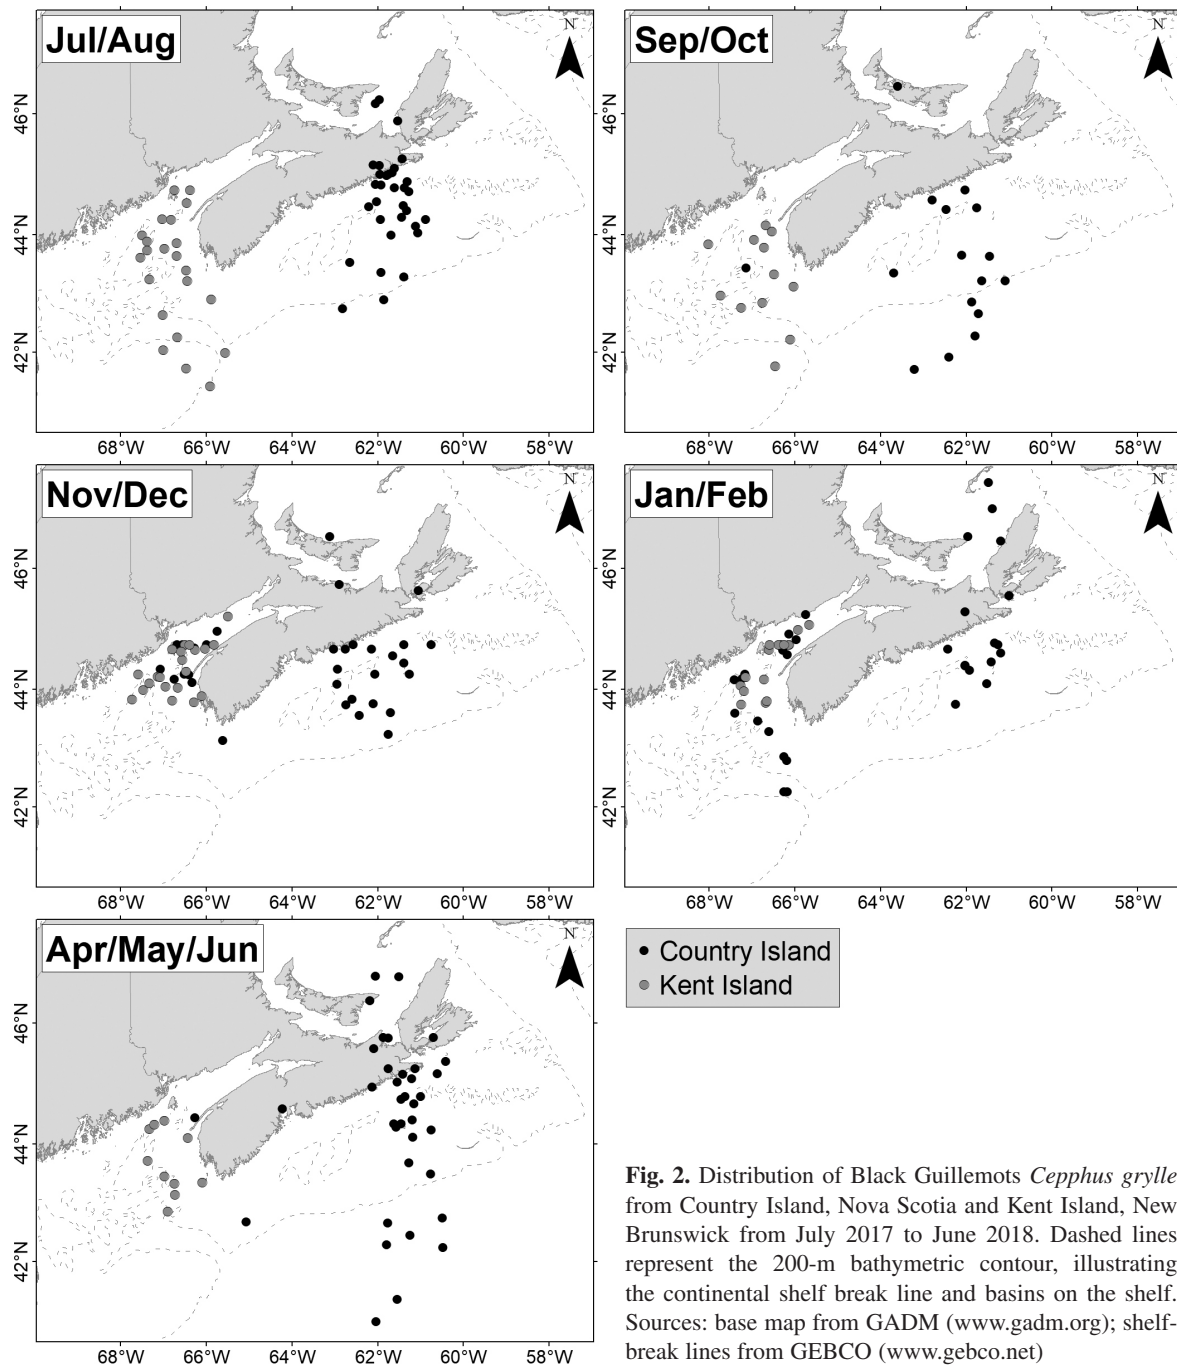 Jul/Aug
N
46°N
44°N
42°N
68°W 66°W 64°W 62°W 60°W 58°W
Sep/Oct
N
46°N
44°N
42°N
68°W 66°W 64°W 62°W 60°W 58°W
Nov/Dec
N
46°N
44°N
42°N
68°W 66°W 64°W 62°W 60°W 58°W
Jan/Feb
N
46°N
44°N
42°N
68°W 66°W 64°W 62°W 60°W 58°W
Apr/May/Jun
N
46°N
44°N
42°N
68°W 66°W 64°W 62°W 60°W 58°W
Country Island
Kent Island
Fig. 2. Distribution of Black Guillemots Cepphus grylle
from Country Island, Nova Scotia and Kent Island, New
Brunswick from July 2017 to June 2018. Dashed lines
represent the 200-m bathymetric contour, illustrating
the continental shelf break line and basins on the shelf.
Sources: base map from GADM (www.gadm.org); shelf-
break lines from GEBCO (www.gebco.net)